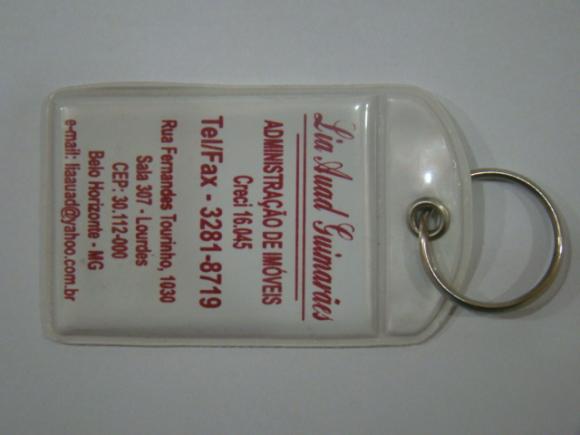 Lia Auad Guimarães
ADMINISTRAÇÃO DE IMÓVEIS
Creci 16.045
Tel/Fax - 3281-8719
Rua Fernandes Tourinho, 1030
Sala 307 - Lourdes
CEP: 30.112-000
Belo Horizonte - MG
e-mail: liaauad@yahoo.com.br